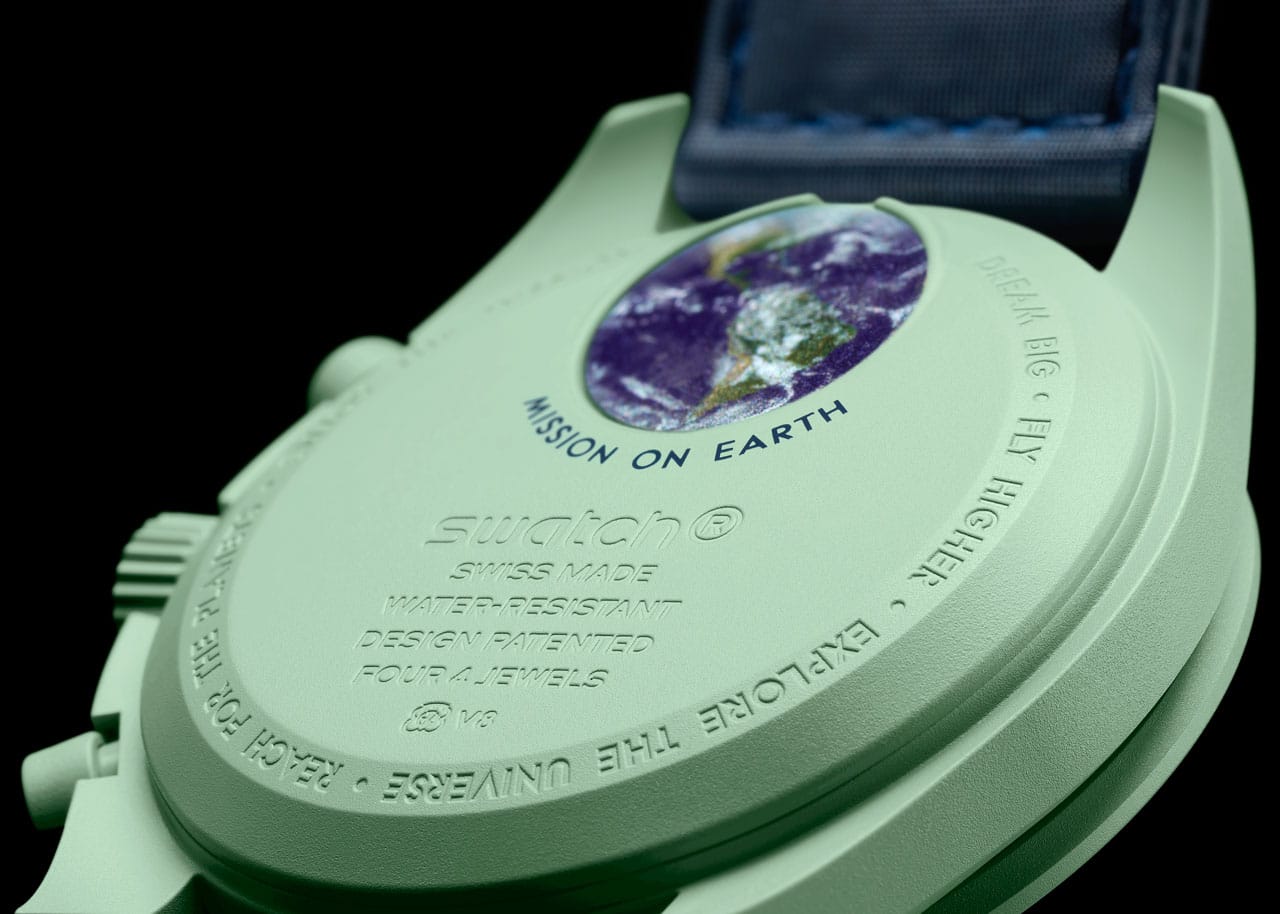 MISSION ON EARTH
swatch®
SWISS MADE
WATER-RESISTANT
DESIGN PATENTED
FOUR 4 JEWELS
V8
DREAM BIG • FLY HIGHER • EXPLORE THE UNIVERSE • REACH FOR THE PLANETS •